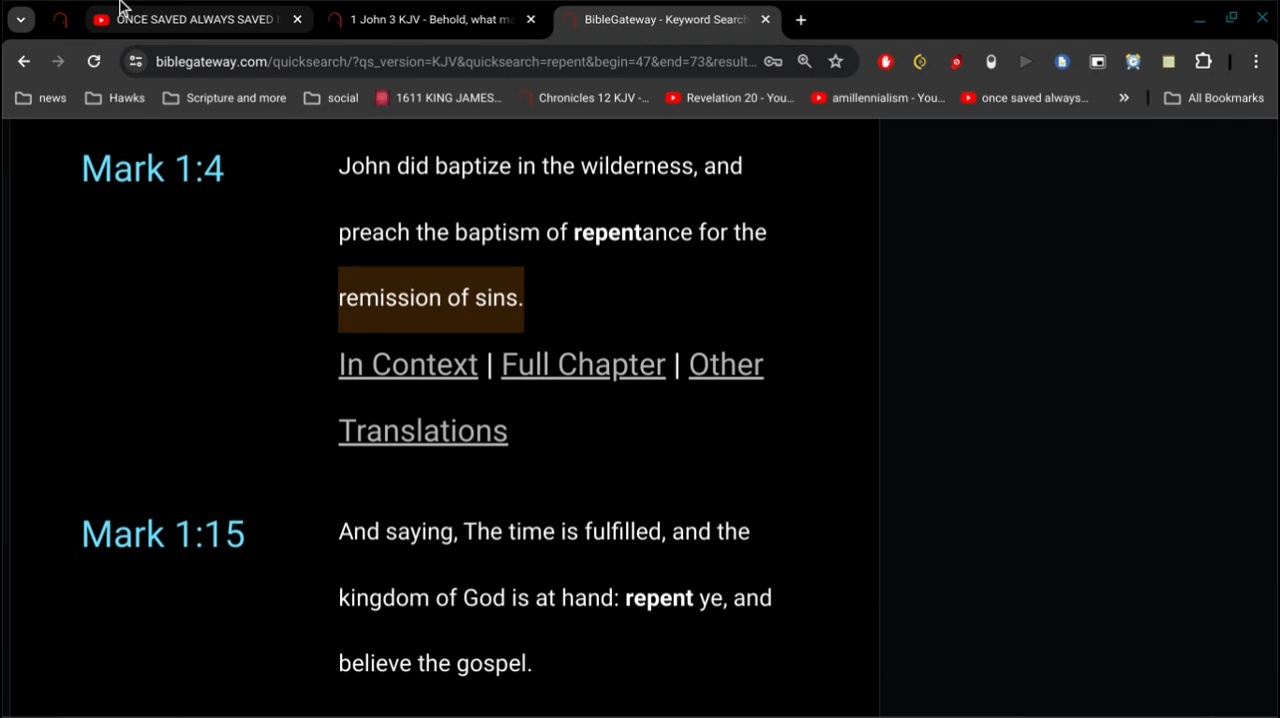 ONCE SAVED ALWAYS SAVED
1 John 3 KJV - Behold, what ma
BibleGateway - Keyword Search
biblegateway.com/quicksearch/?qs_version=KJV&quicksearch=repent&begin=47&end=73&result...
news
Hawks
Scripture and more
social
1611 KING JAMES...
Chronicles 12 KJV -...
Revelation 20 - You...
amillennialism - You...
once saved always...
All Bookmarks
Mark 1:4
John did baptize in the wilderness, and
preach the baptism of repentance for the
remission of sins.
In Context | Full Chapter | Other
Translations
Mark 1:15
And saying, The time is fulfilled, and the
kingdom of God is at hand: repent ye, and
believe the gospel.